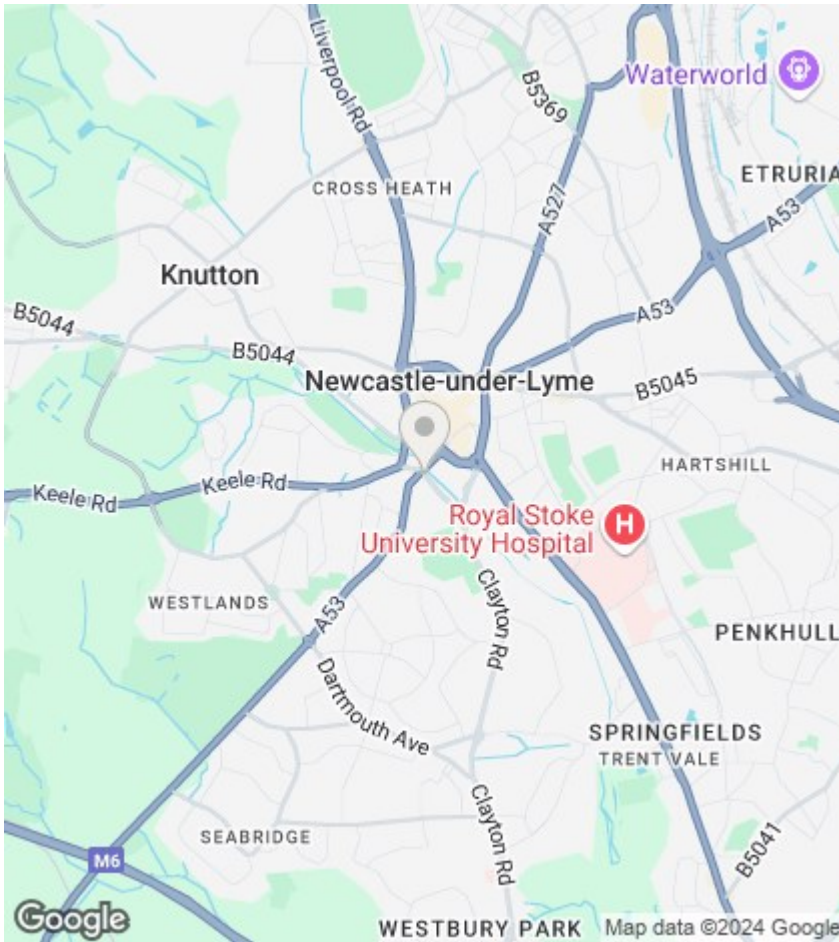 Liverpool Rd
B5369
Waterworld
ETRURIA
CROSS HEATH
A527
A53
Knutton
B5044
B5044
A53
Newcastle-under-Lyme
B5045
HARTSHILL
Keele Rd
Keele Rd
Royal Stoke
University Hospital
H
WESTLANDS
A53
Clayton Rd
PENKHULL
Dartmouth Ave
SPRINGFIELDS
TRENT VALE
SEABRIDGE
Clayton Rd
B5041
M6
Google
WESTBURY PARK
Map data ©2024 Google